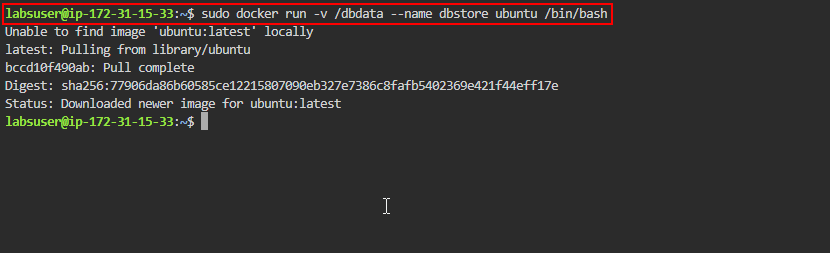 labsuser@ip-172-31-15-33:~$ sudo docker run -v /dbdata --name dbstore ubuntu /bin/bash
Unable to find image 'ubuntu:latest' locally
latest: Pulling from library/ubuntu
bccd10f490ab: Pull complete
Digest: sha256:77906da86b60585ce12215807090eb327e7386c8fafb5402369e421f44eff17e
Status: Downloaded newer image for ubuntu:latest
labsuser@ip-172-31-15-33:~$